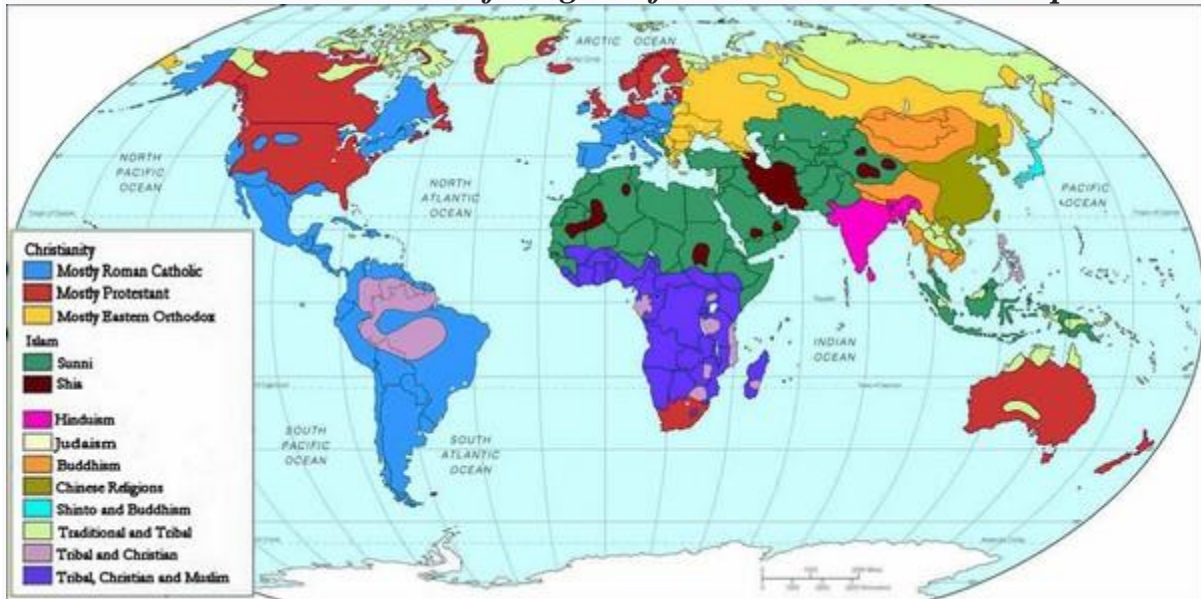 ARCTIC OCEAN
NORTH
PACIFIC
OCEAN
NORTH
ATLANTIC
OCEAN
PACIFIC
OCEAN
INDIAN
OCEAN
SOUTH
PACIFIC
OCEAN
SOUTH
ATLANTIC
OCEAN
Christianity
Mostly Roman Catholic
Mostly Protestant
Mostly Eastern Orthodox
Islam
Sunni
Shia
Hinduism
Judaism
Buddhism
Chinese Religions
Shinto and Buddhism
Traditional and Tribal
Tribal and Christian
Tribal, Christian and Muslim